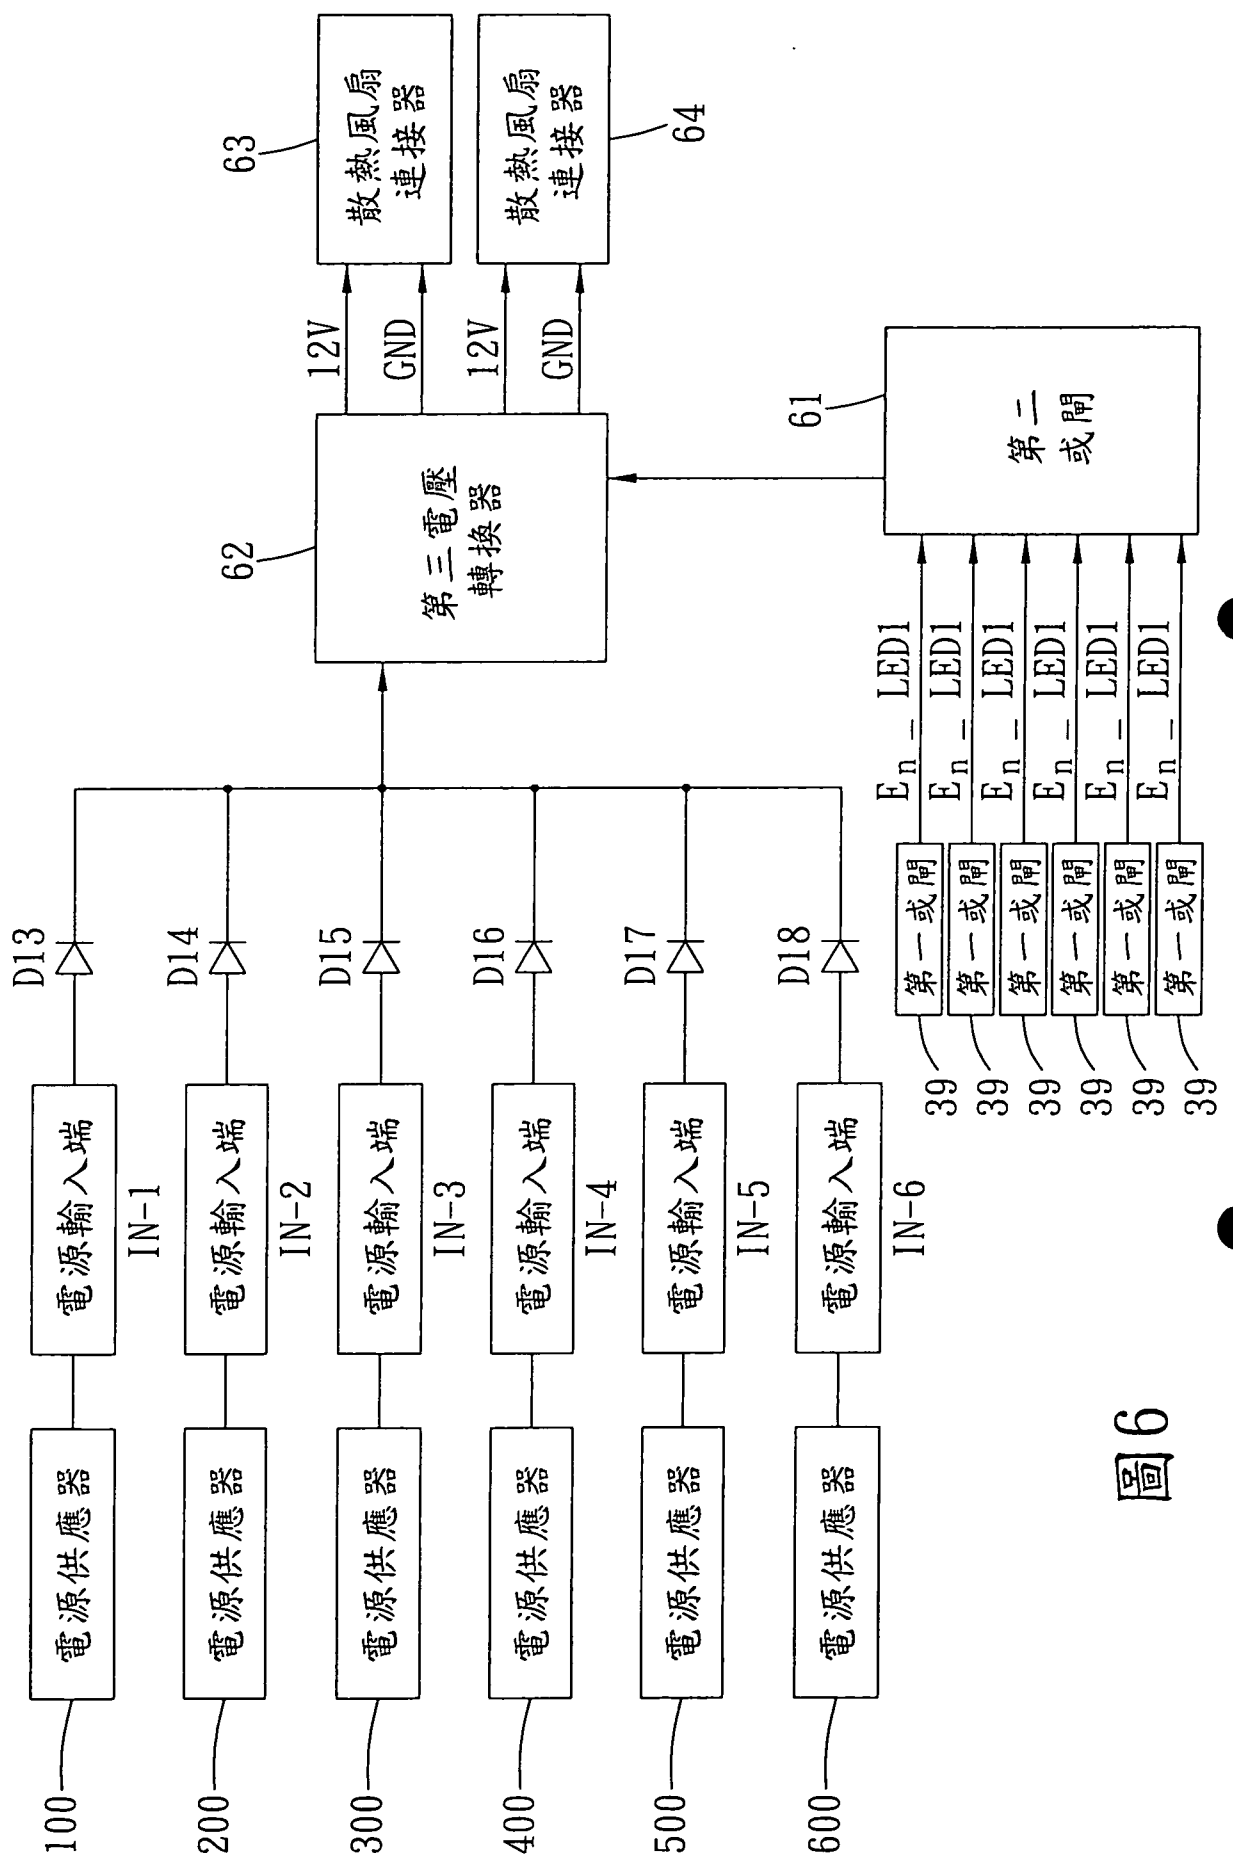 100
電源供應器
電源輸入端
IN-1
D13
200
電源供應器
電源輸入端
IN-2
D14
300
電源供應器
電源輸入端
IN-3
D15
400
電源供應器
電源輸入端
IN-4
D16
500
電源供應器
電源輸入端
IN-5
D17
600
電源供應器
電源輸入端
IN-6
D18
62
第三電壓
轉換器
12V
GND
12V
GND
63
散熱風扇
連接器
64
散熱風扇
連接器
39
第一或閘
En_LED1
39
第一或閘
En_LED1
39
第一或閘
En_LED1
39
第一或閘
En_LED1
39
第一或閘
En_LED1
39
第一或閘
En_LED1
61
第二
或閘
圖6